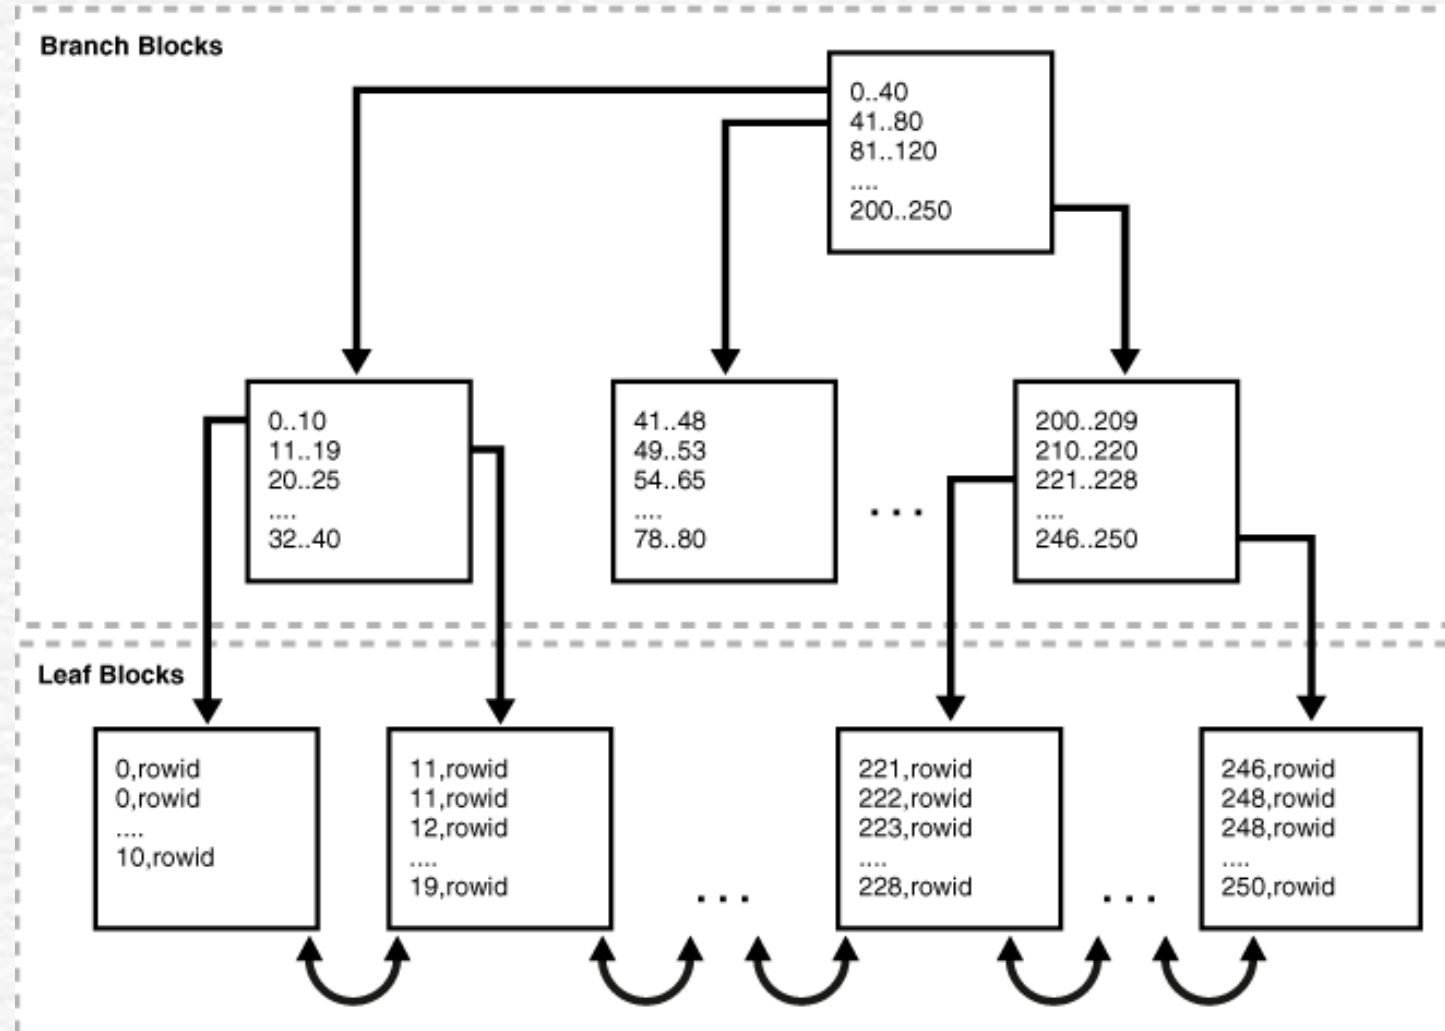 Branch Blocks
0..40
41..80
81..120
....
200..250
0..10
11..19
20..25
....
32..40
41..48
49..53
54..65
....
78..80
...
200..209
210..220
221..228
....
246..250
Leaf Blocks
0,rowid
0,rowid
....
10,rowid
11,rowid
11,rowid
12,rowid
....
19,rowid
...
221,rowid
222,rowid
223,rowid
....
228,rowid
...
246,rowid
248,rowid
248,rowid
....
250,rowid